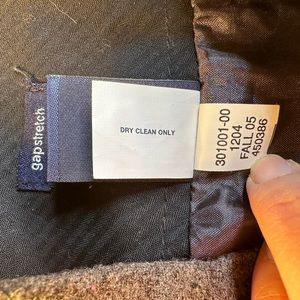 gapstretch
DRY CLEAN ONLY
301001-00
1204
FALL 05
450386